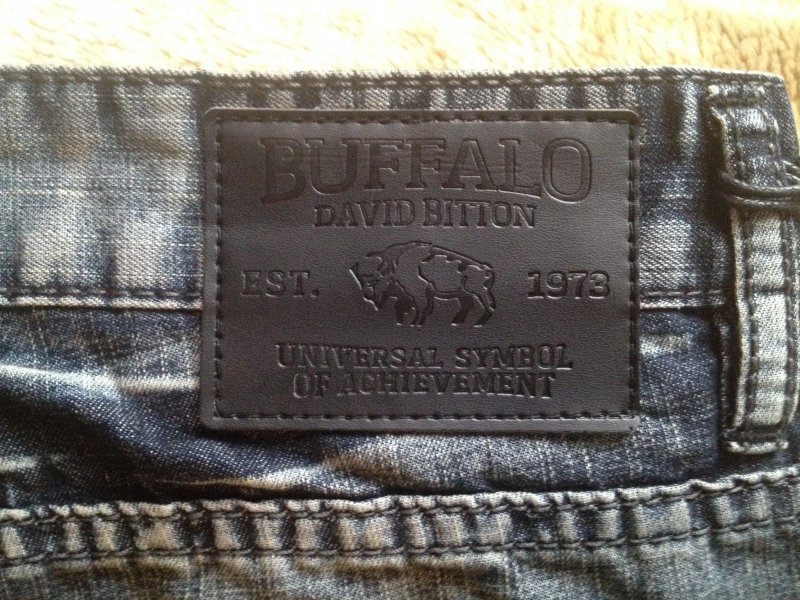 BUFFALO
DAVID BITTON
EST. 1973
UNIVERSAL SYMBOL
OF ACHIEVEMENT